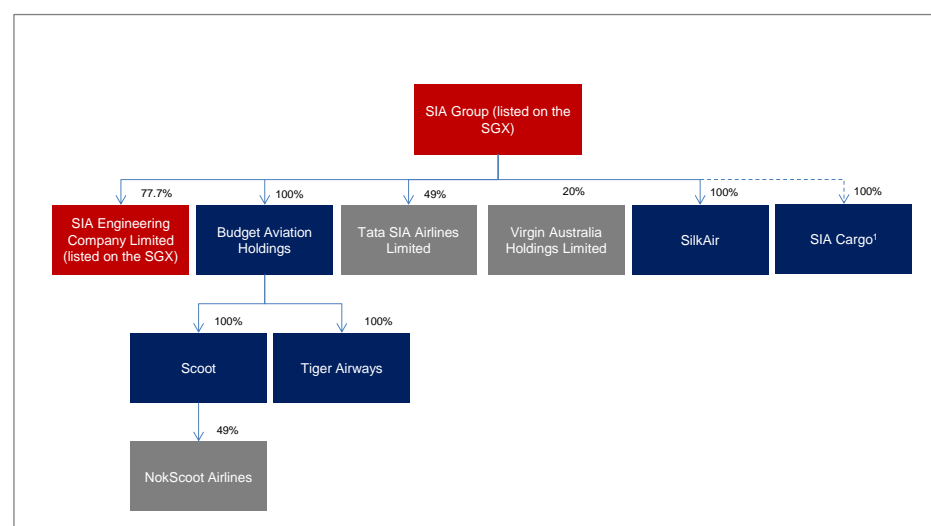 SIA Group (listed on the
SGX)
77.7%
100%
49%
20%
100%
100%
SIA Engineering
Company Limited
(listed on the SGX)
Budget Aviation
Holdings
Tata SIA Airlines
Limited
Virgin Australia
Holdings Limited
SilkAir
SIA Cargo¹
100%
100%
Scoot
Tiger Airways
49%
NokScoot Airlines